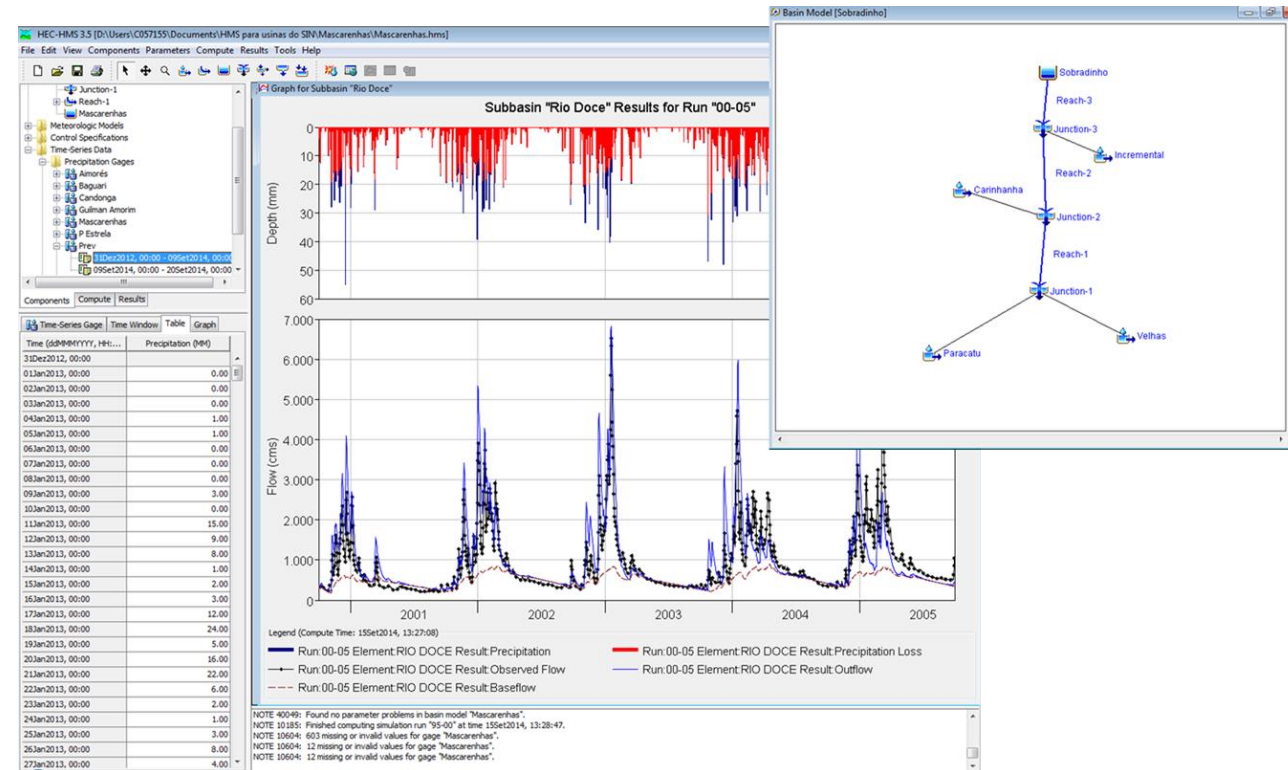 HEC-HMS 3.5 [D:\Users\C057155\Documents\HMS para usinas do SIN\Mascarenhas\Mascarenhas.hms]
File Edit View Components Parameters Compute Results Tools Help
Junction-1
Reach-1
Mascarenhas
Meteorologic Models
Control Specifications
Time-Series Data
Precipitation Gages
Aimorés
Baguari
Candonga
Guilman Amorim
Mascarenhas
P Estrela
Prev
31Dez2012, 00:00 - 09Set2014, 00:00
09Set2014, 00:00 - 20Set2014, 00:00
Components Compute Results
Time-Series Gage Time Window Table Graph
Time (ddMMMYYYY, HH:... Precipitation (MM)
31Dez2012, 00:00
01Jan2013, 00:00 0.00
02Jan2013, 00:00 0.00
03Jan2013, 00:00 0.00
04Jan2013, 00:00 1.00
05Jan2013, 00:00 1.00
06Jan2013, 00:00 0.00
07Jan2013, 00:00 0.00
08Jan2013, 00:00 0.00
09Jan2013, 00:00 3.00
10Jan2013, 00:00 0.00
11Jan2013, 00:00 15.00
12Jan2013, 00:00 9.00
13Jan2013, 00:00 8.00
14Jan2013, 00:00 1.00
15Jan2013, 00:00 2.00
16Jan2013, 00:00 3.00
17Jan2013, 00:00 12.00
18Jan2013, 00:00 24.00
19Jan2013, 00:00 5.00
20Jan2013, 00:00 16.00
21Jan2013, 00:00 22.00
22Jan2013, 00:00 6.00
23Jan2013, 00:00 2.00
24Jan2013, 00:00 1.00
25Jan2013, 00:00 3.00
26Jan2013, 00:00 8.00
27Jan2013, 00:00 4.00
Graph for Subbasin "Rio Doce"
Subbasin "Rio Doce" Results for Run "00-05"
Depth (mm)
0
10
20
30
40
50
60
Flow (cms)
7.000
6.000
5.000
4.000
3.000
2.000
1.000
0
2001 2002 2003 2004 2005
Legend (Compute Time: 15Set2014, 13:27:08)
Run:00-05 Element:RIO DOCE Result:Precipitation
Run:00-05 Element:RIO DOCE Result:Precipitation Loss
Run:00-05 Element:RIO DOCE Result:Observed Flow
Run:00-05 Element:RIO DOCE Result:Outflow
Run:00-05 Element:RIO DOCE Result:Baseflow
NOTE 40049: Found no parameter problems in basin model "Mascarenhas".
NOTE 10185: Finished computing simulation run "95-00" at time 15Set2014, 13:28:47.
NOTE 10604: 603 missing or invalid values for gage "Mascarenhas".
NOTE 10604: 12 missing or invalid values for gage "Mascarenhas".
NOTE 10604: 12 missing or invalid values for gage "Mascarenhas".
Basin Model [Sobradinho]
Sobradinho
Reach-3
Junction-3
Incremental
Reach-2
Carinhanha
Junction-2
Reach-1
Junction-1
Velhas
Paracatu